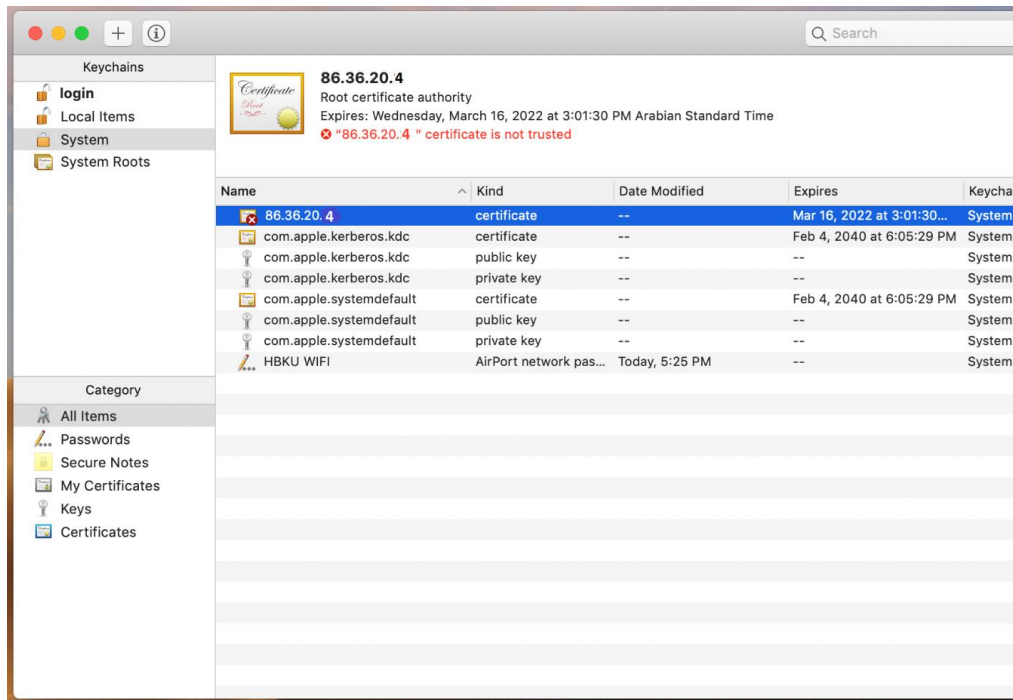 Search
Keychains
login
Local Items
System
System Roots
Certificate
Root
86.36.20.4
Root certificate authority
Expires: Wednesday, March 16, 2022 at 3:01:30 PM Arabian Standard Time
"86.36.20.4 " certificate is not trusted
Name Kind Date Modified Expires Keycha
86.36.20.4 certificate -- Mar 16, 2022 at 3:01:30... System
com.apple.kerberos.kdc certificate -- Feb 4, 2040 at 6:05:29 PM System
com.apple.kerberos.kdc public key -- -- System
com.apple.kerberos.kdc private key -- -- System
com.apple.systemdefault certificate -- Feb 4, 2040 at 6:05:29 PM System
com.apple.systemdefault public key -- -- System
com.apple.systemdefault private key -- -- System
HBKU WIFI AirPort network pas... Today, 5:25 PM -- System
Category
All Items
Passwords
Secure Notes
My Certificates
Keys
Certificates